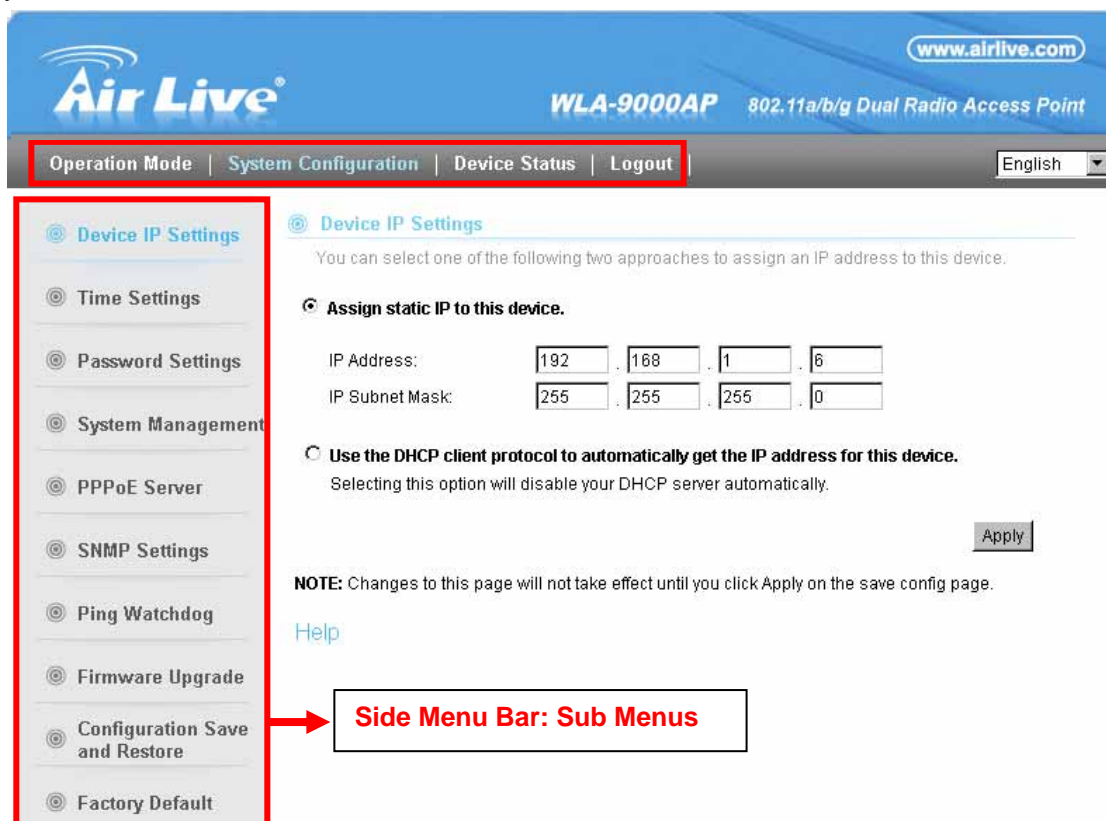 www.airlive.com
Air Live®
WLA-9000AP 802.11a/b/g Dual Radio Access Point
Operation Mode | System Configuration | Device Status | Logout |
English
Device IP Settings
Time Settings
Password Settings
System Management
PPPoE Server
SNMP Settings
Ping Watchdog
Firmware Upgrade
Configuration Save
and Restore
Factory Default
Device IP Settings
You can select one of the following two approaches to assign an IP address to this device.
Assign static IP to this device.
IP Address: 192 . 168 . 1 . 6
IP Subnet Mask: 255 . 255 . 255 . 0
Use the DHCP client protocol to automatically get the IP address for this device.
Selecting this option will disable your DHCP server automatically.
Apply
NOTE: Changes to this page will not take effect until you click Apply on the save config page.
Help
Side Menu Bar: Sub Menus